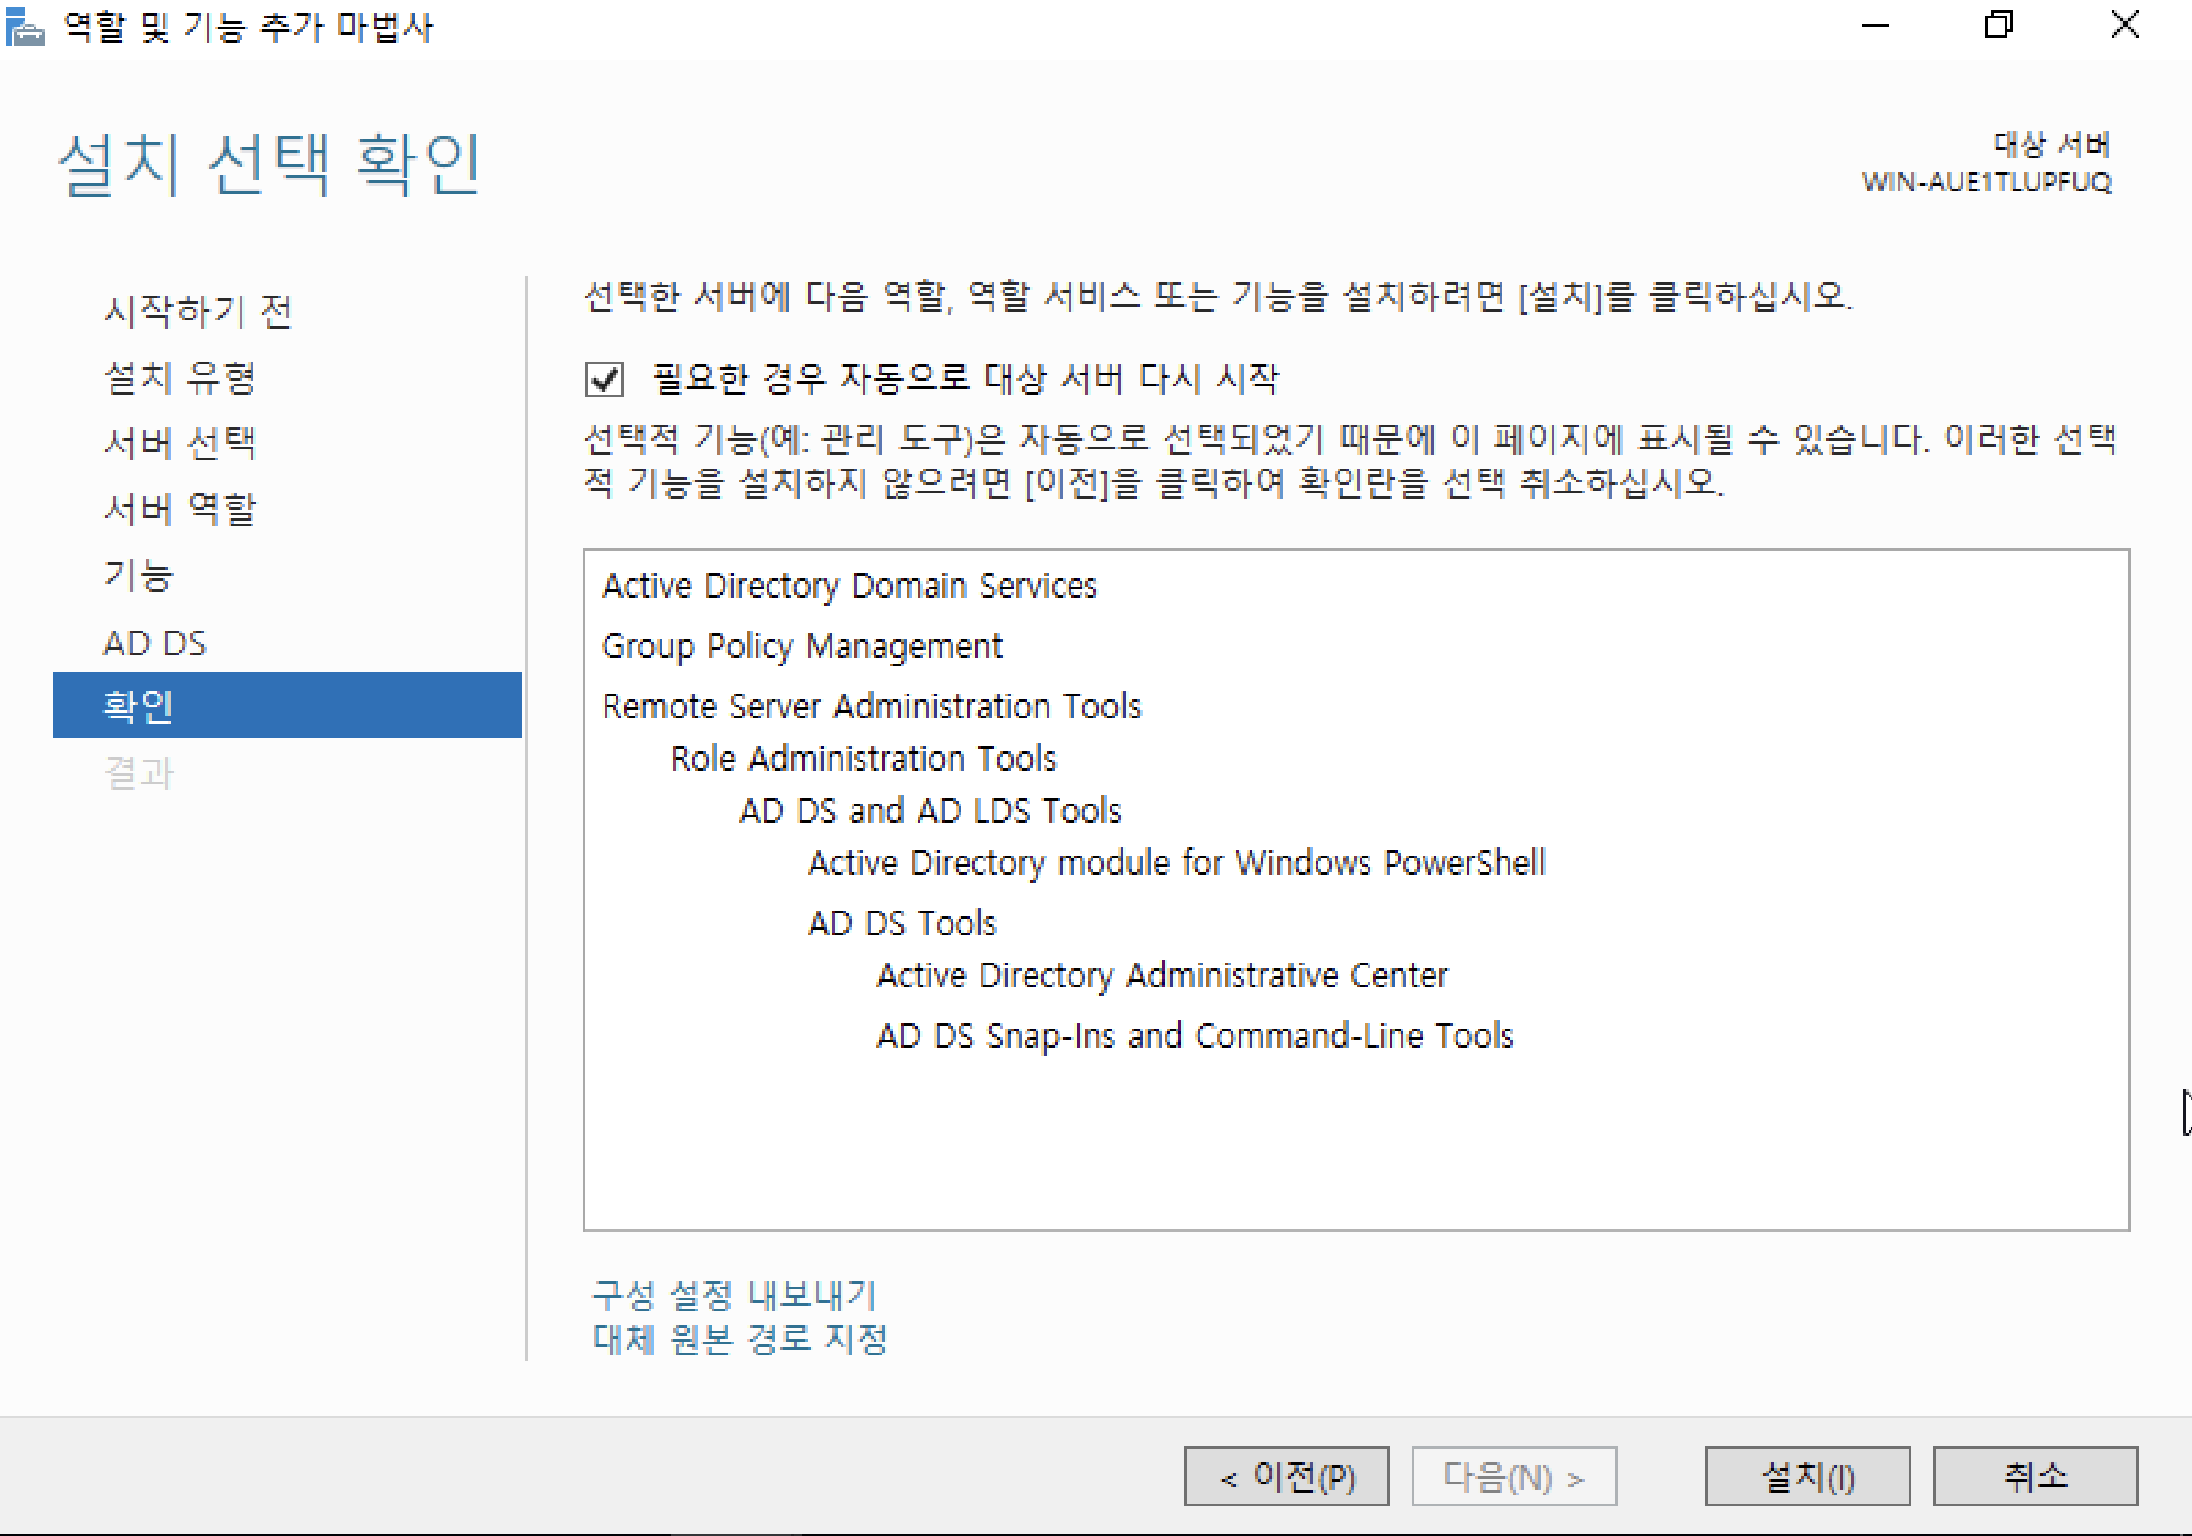 역할 및 기능 추가 마법사
설치 선택 확인
대상 서버
WIN-AUE1TLUPFUQ
시작하기 전
설치 유형
서버 선택
서버 역할
기능
AD DS
확인
결과
선택한 서버에 다음 역할, 역할 서비스 또는 기능을 설치하려면 [설치]를 클릭하십시오.
필요한 경우 자동으로 대상 서버 다시 시작
선택적 기능(예: 관리 도구)은 자동으로 선택되었기 때문에 이 페이지에 표시될 수 있습니다. 이러한 선택
적 기능을 설치하지 않으려면 [이전]을 클릭하여 확인란을 선택 취소하십시오.
Active Directory Domain Services
Group Policy Management
Remote Server Administration Tools
Role Administration Tools
AD DS and AD LDS Tools
Active Directory module for Windows PowerShell
AD DS Tools
Active Directory Administrative Center
AD DS Snap-Ins and Command-Line Tools
구성 설정 내보내기
대체 원본 경로 지정
< 이전(P)
다음(N) >
설치(I)
취소